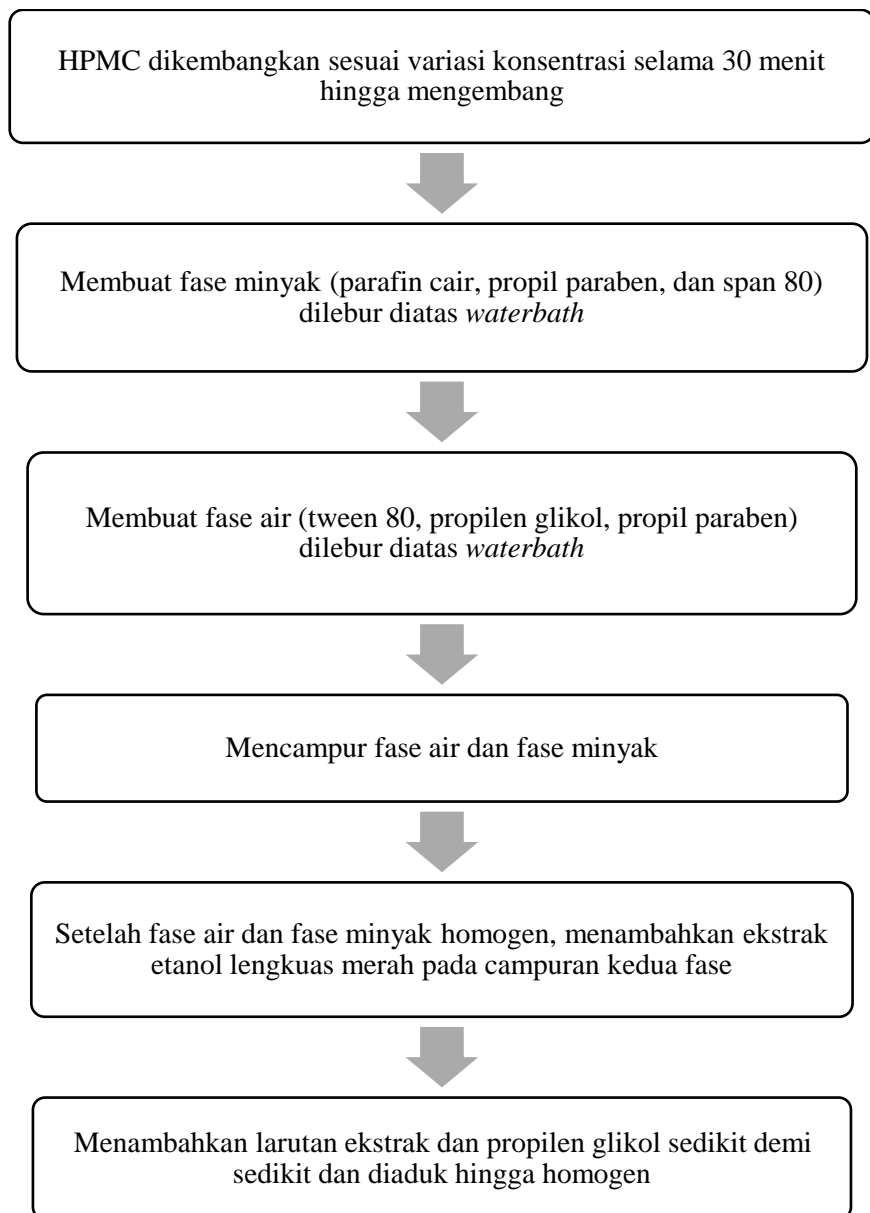 HPMC dikembangkan sesuai variasi konsentrasi selama 30 menit
hingga mengembang
Membuat fase minyak (parafin cair, propil paraben, dan span 80)
dilebur diatas waterbath
Membuat fase air (tween 80, propilen glikol, propil paraben)
dilebur diatas waterbath
Mencampur fase air dan fase minyak
Setelah fase air dan fase minyak homogen, menambahkan ekstrak
etanol lengkuas merah pada campuran kedua fase
Menambahkan larutan ekstrak dan propilen glikol sedikit demi
sedikit dan diaduk hingga homogen